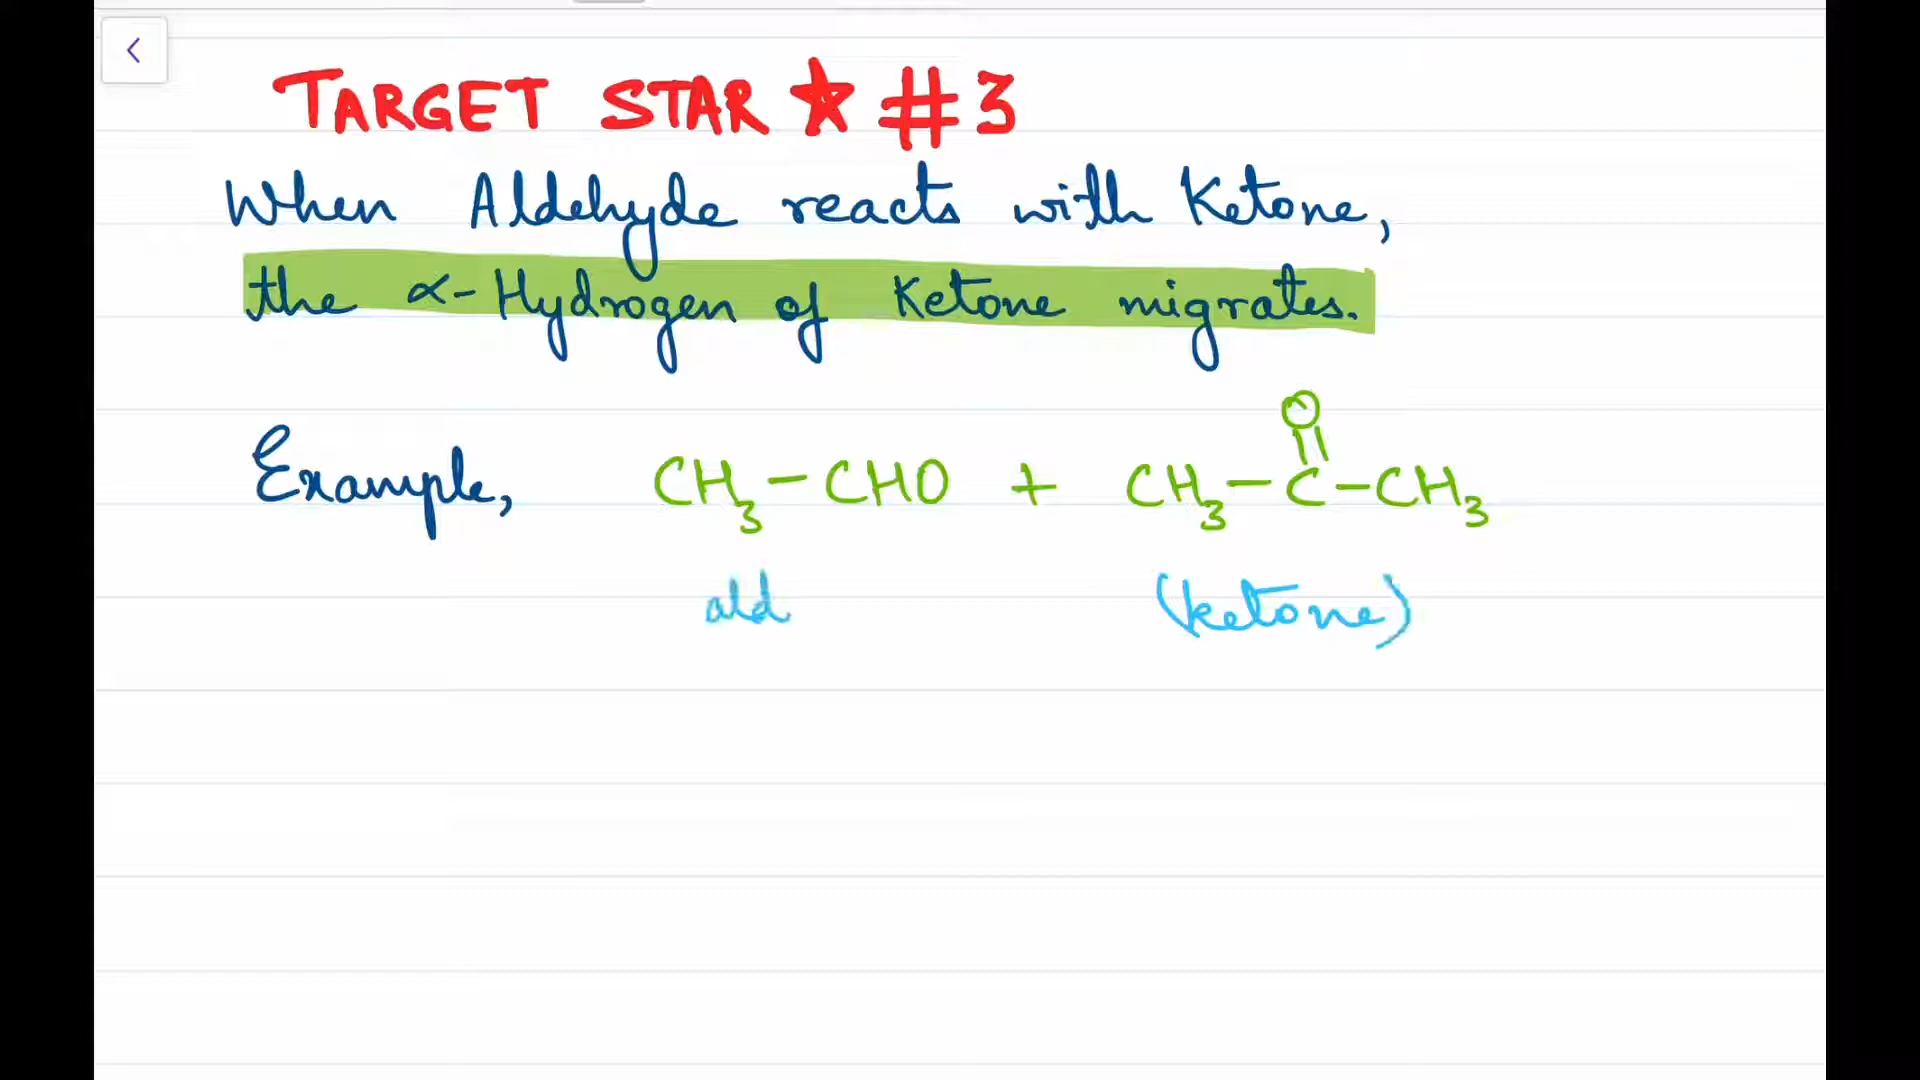 TARGET STAR ★ #3
When Aldehyde reacts with Ketone,
the α-Hydrogen of Ketone migrates.
Example, CH₃-CHO + CH₃-C(=O)-CH₃
ald (ketone)